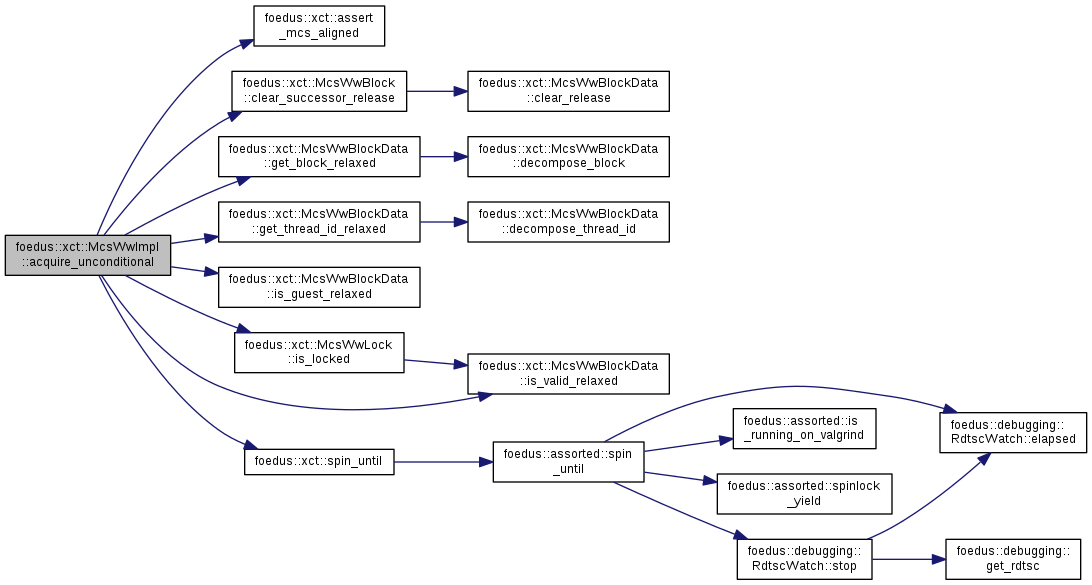 foedus::xct::McsWwImpl
::acquire_unconditional
foedus::xct::assert
_mcs_aligned
foedus::xct::McsWwBlock
::clear_successor_release
foedus::xct::McsWwBlockData
::clear_release
foedus::xct::McsWwBlockData
::get_block_relaxed
foedus::xct::McsWwBlockData
::decompose_block
foedus::xct::McsWwBlockData
::get_thread_id_relaxed
foedus::xct::McsWwBlockData
::decompose_thread_id
foedus::xct::McsWwBlockData
::is_guest_relaxed
foedus::xct::McsWwLock
::is_locked
foedus::xct::McsWwBlockData
::is_valid_relaxed
foedus::xct::spin_until
foedus::assorted::spin
_until
foedus::assorted::is
_running_on_valgrind
foedus::debugging::
RdtscWatch::elapsed
foedus::assorted::spinlock
_yield
foedus::debugging::
RdtscWatch::stop
foedus::debugging::
get_rdtsc